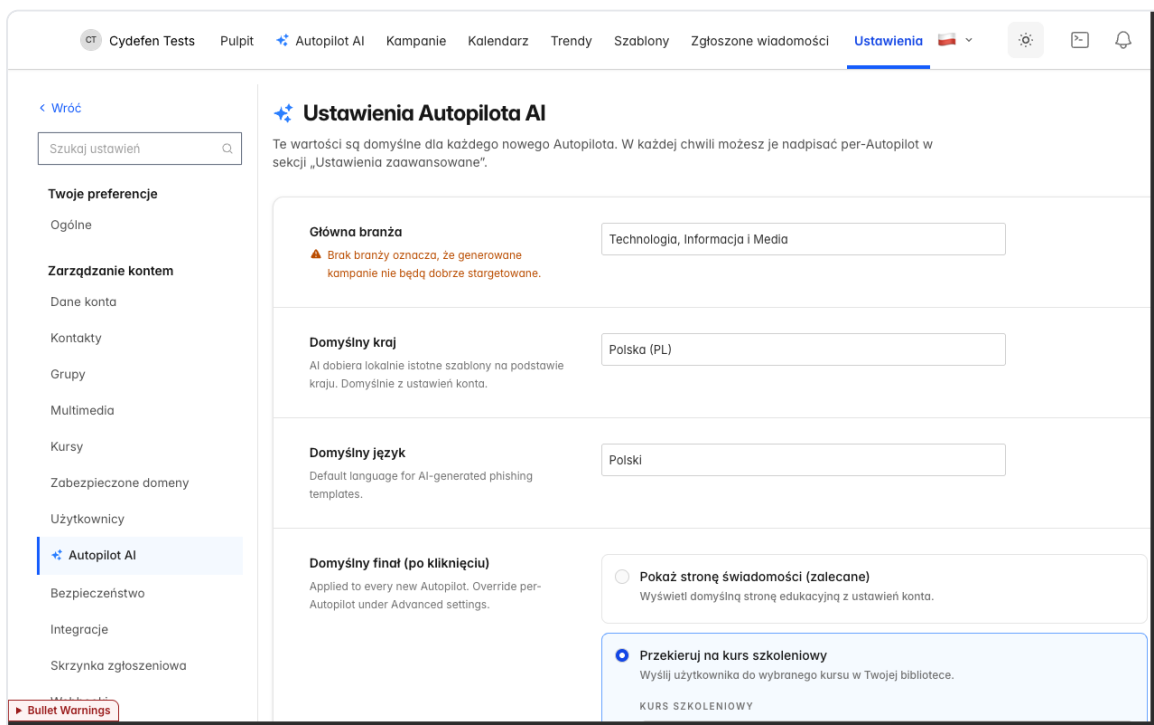 CT Cydefen Tests Pulpit Autopilot AI Kampanie Kalendarz Trendy Szablony Zgłoszone wiadomości Ustawienia
Wróć
Szukaj ustawień
Twoje preferencje
Ogólne
Zarządzanie kontem
Dane konta
Kontakty
Grupy
Multimedia
Kursy
Zabezpieczone domeny
Użytkownicy
Autopilot AI
Bezpieczeństwo
Integracje
Skrzynka zgłoszeniowa
Bullet Warnings
Ustawienia Autopilota AI
Te wartości są domyślne dla każdego nowego Autopilota. W każdej chwili możesz je nadpisać per-Autopilot w
sekcji „Ustawienia zaawansowane”.
Główna branża
Brak branży oznacza, że generowane
kampanie nie będą dobrze stargetowane.
Technologia, Informacja i Media
Domyślny kraj
AI dobiera lokalnie istotne szablony na podstawie
kraju. Domyślnie z ustawień konta.
Polska (PL)
Domyślny język
Default language for AI-generated phishing
templates.
Polski
Domyślny finał (po kliknięciu)
Applied to every new Autopilot. Override per-
Autopilot under Advanced settings.
Pokaż stronę świadomości (zalecane)
Wyświetl domyślną stronę edukacyjną z ustawień konta.
Przekieruj na kurs szkoleniowy
Wyślij użytkownika do wybranego kursu w Twojej bibliotece.
KURS SZKOLENIOWY